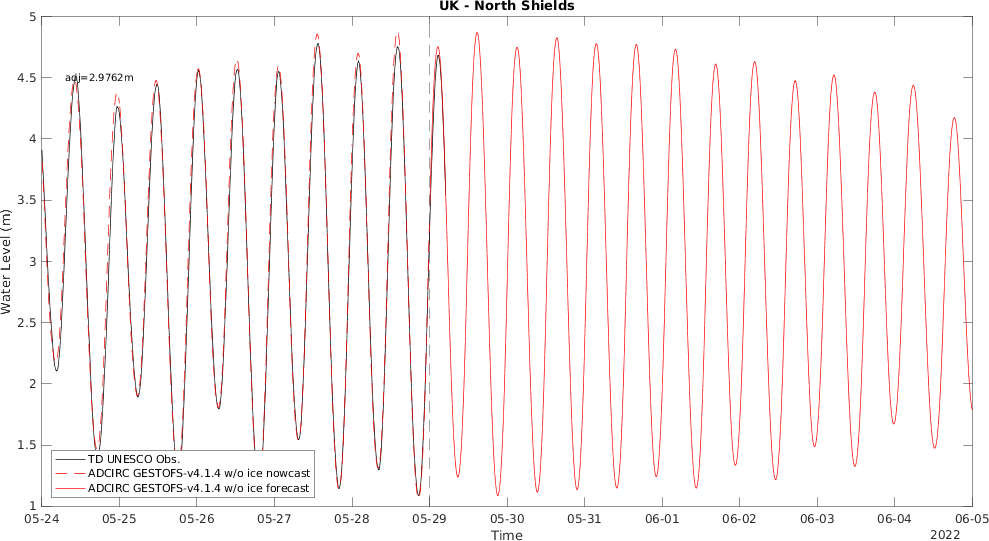 UK - North Shields
5
4.5
4
3.5
3
2.5
2
1.5
1
Water Level (m)
adj=2.9762m
TD UNESCO Obs.
ADCIRC GESTOFS-v4.1.4 w/o ice nowcast
ADCIRC GESTOFS-v4.1.4 w/o ice forecast
05-24 05-25 05-26 05-27 05-28 05-29 05-30 05-31 06-01 06-02 06-03 06-04 06-05
Time
2022